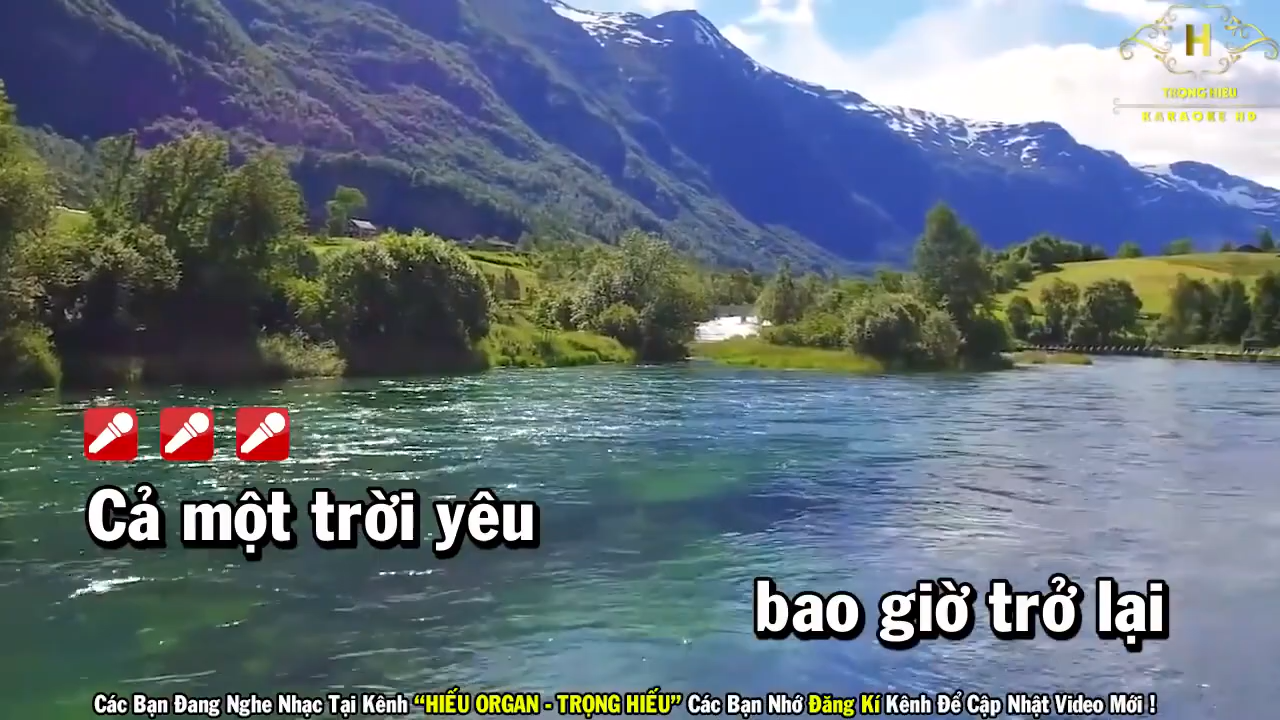 H
TRỌNG HIẾU
KARAOKE HD
Cả một trời yêu
bao giờ trở lại
Các Bạn Đang Nghe Nhạc Tại Kênh “HIẾU ORGAN - TRỌNG HIẾU” Các Bạn Nhớ Đăng Kí Kênh Để Cập Nhật Video Mới !